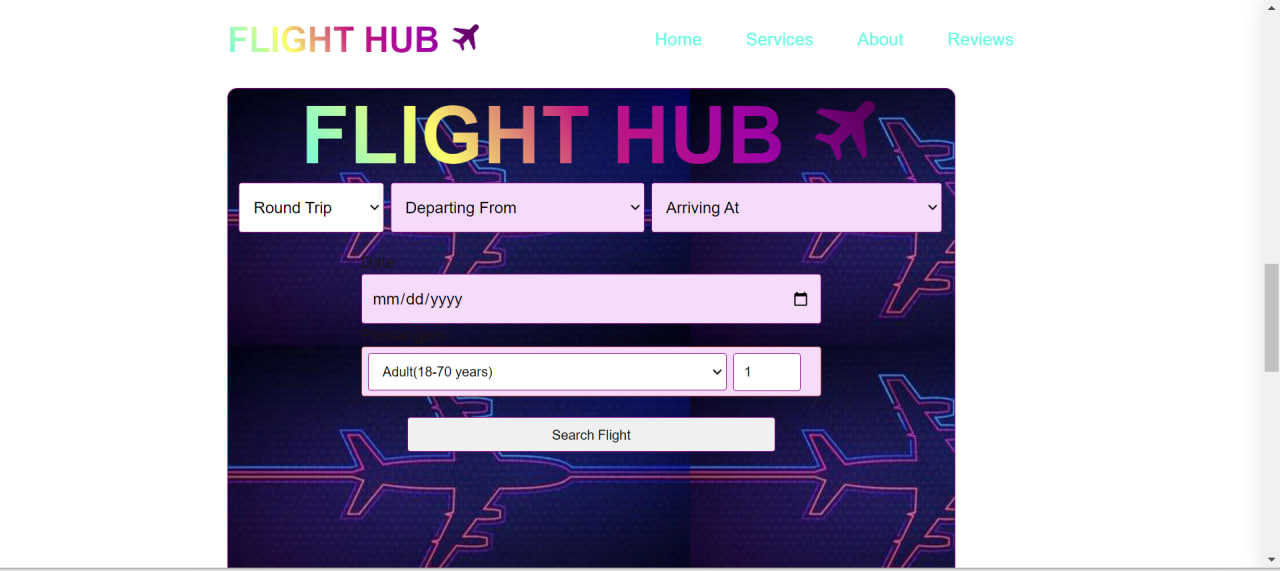 FLIGHT HUB
Home Services About Reviews
FLIGHT HUB
Round Trip Departing From Arriving At
Date
mm/dd/yyyy
Adult(18-70 years) 1
Search Flight